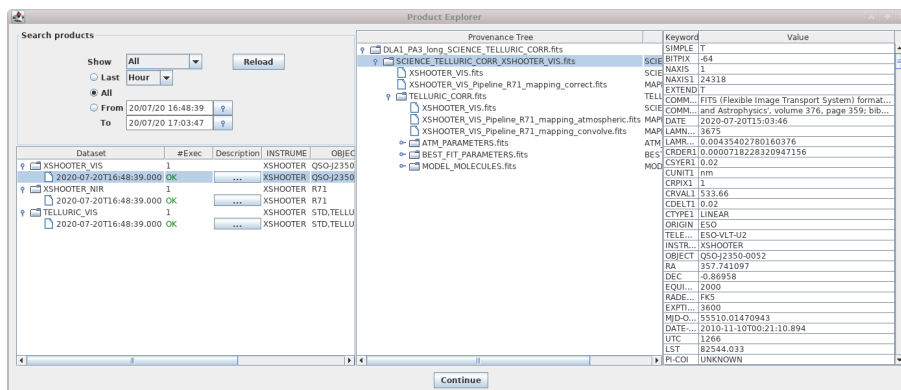 Product Explorer
Search products
Show All
Reload
Last Hour
All
From 20/07/20 16:48:39
To 20/07/20 17:03:47
Dataset #Exec Description INSTRUME OBJEC
XSHOOTER_VIS 1 XSHOOTER QSO-J2350
2020-07-20T16:48:39.000 OK ... XSHOOTER QSO-J2350
XSHOOTER_NIR 1 XSHOOTER R71
2020-07-20T16:48:39.000 OK ... XSHOOTER R71
TELLURIC_VIS 1 XSHOOTER STD,TELLU
2020-07-20T16:48:39.000 OK ... XSHOOTER STD,TELLU
Provenance Tree
DLA1_PA3_long_SCIENCE_TELLURIC_CORR.fits
SCIENCE_TELLURIC_CORR_XSHOOTER_VIS.fits SCIE
XSHOOTER_VIS.fits SCIE
XSHOOTER_VIS_Pipeline_R71_mapping_correct.fits MAPI
TELLURIC_CORR.fits TELL
XSHOOTER_VIS.fits SCIE
XSHOOTER_VIS_Pipeline_R71_mapping_atmospheric.fits MAPI
XSHOOTER_VIS_Pipeline_R71_mapping_convolve.fits MAPI
ATM_PARAMETERS.fits ATM_
BEST_FIT_PARAMETERS.fits BES
MODEL_MOLECULES.fits MOD
Keyword Value
SIMPLE T
BITPIX -64
NAXIS 1
NAXIS1 24318
EXTEND T
COMM... FITS (Flexible Image Transport System) format...
COMM... and Astrophysics', volume 376, page 359; bib...
DATE 2020-07-20T15:03:46
LAMN... 3675
LAMR... 0.00435402780160376
CRDER1 0.0000718228320947156
CSYER1 0.02
CUNIT1 nm
CRPIX1 1
CRVAL1 533.66
CDELT1 0.02
CTYPE1 LINEAR
ORIGIN ESO
TELE... ESO-VLT-U2
INSTR... XSHOOTER
OBJECT QSO-J2350-0052
RA 357.741097
DEC -0.86958
EQUI... 2000
RADE... FK5
EXPTI... 3600
MJD-O... 55510.01470943
DATE-... 2010-11-10T00:21:10.894
UTC 1266
LST 82544.033
PI-COI UNKNOWN
Continue